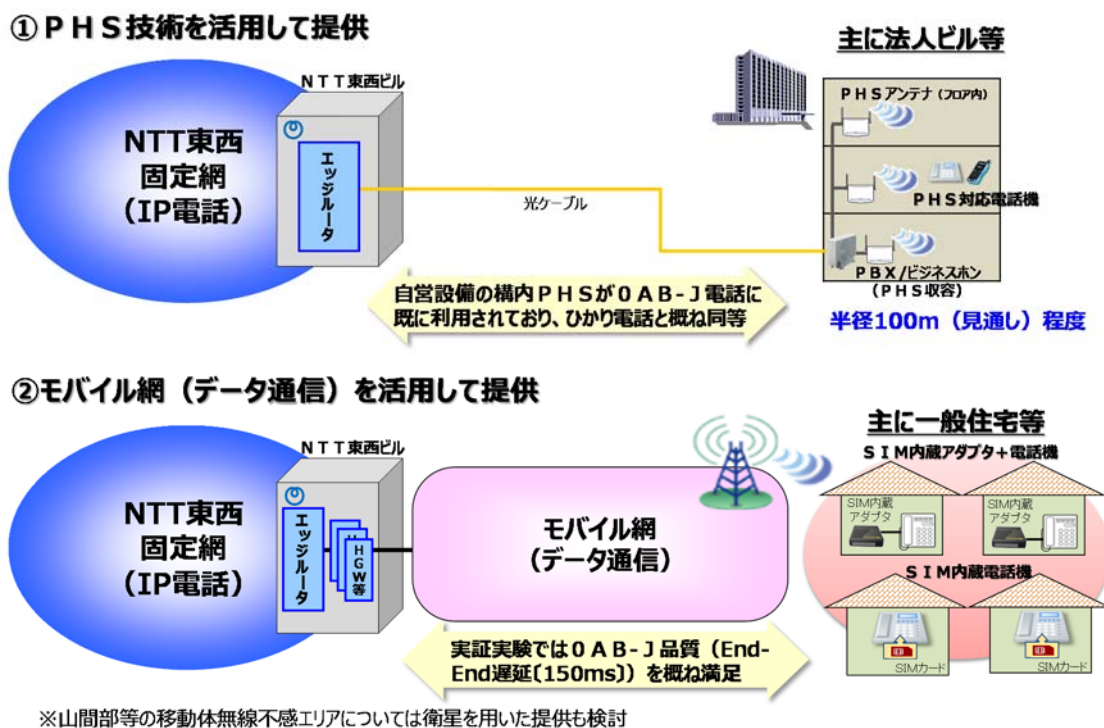 ①ＰＨＳ技術を活用して提供
主に法人ビル等
ＮＴＴ東西ビル
ＰＨＳアンテナ（フロア内）
NTT東西
固定網
（IP電話）
エッジルータ
光ケーブル
ＰＨＳ対応電話機
ＰＢＸ/ビジネスホン
（ＰＨＳ収容）
自営設備の構内ＰＨＳが０ＡＢ-Ｊ電話に
既に利用されており、ひかり電話と概ね同等
半径100m（見通し）程度
②モバイル網（データ通信）を活用して提供
主に一般住宅等
ＮＴＴ東西ビル
ＳＩＭ内蔵アダプタ＋電話機
NTT東西
固定網
（IP電話）
エッジルータ
ＨＧＷ等
モバイル網
（データ通信）
SIM内蔵
アダプタ
SIM内蔵
アダプタ
ＳＩＭ内蔵電話機
SIMカード
SIMカード
実証実験では０ＡＢ-Ｊ品質（End-
End遅延〔150ms〕）を概ね満足
※山間部等の移動体無線不感エリアについては衛星を用いた提供も検討